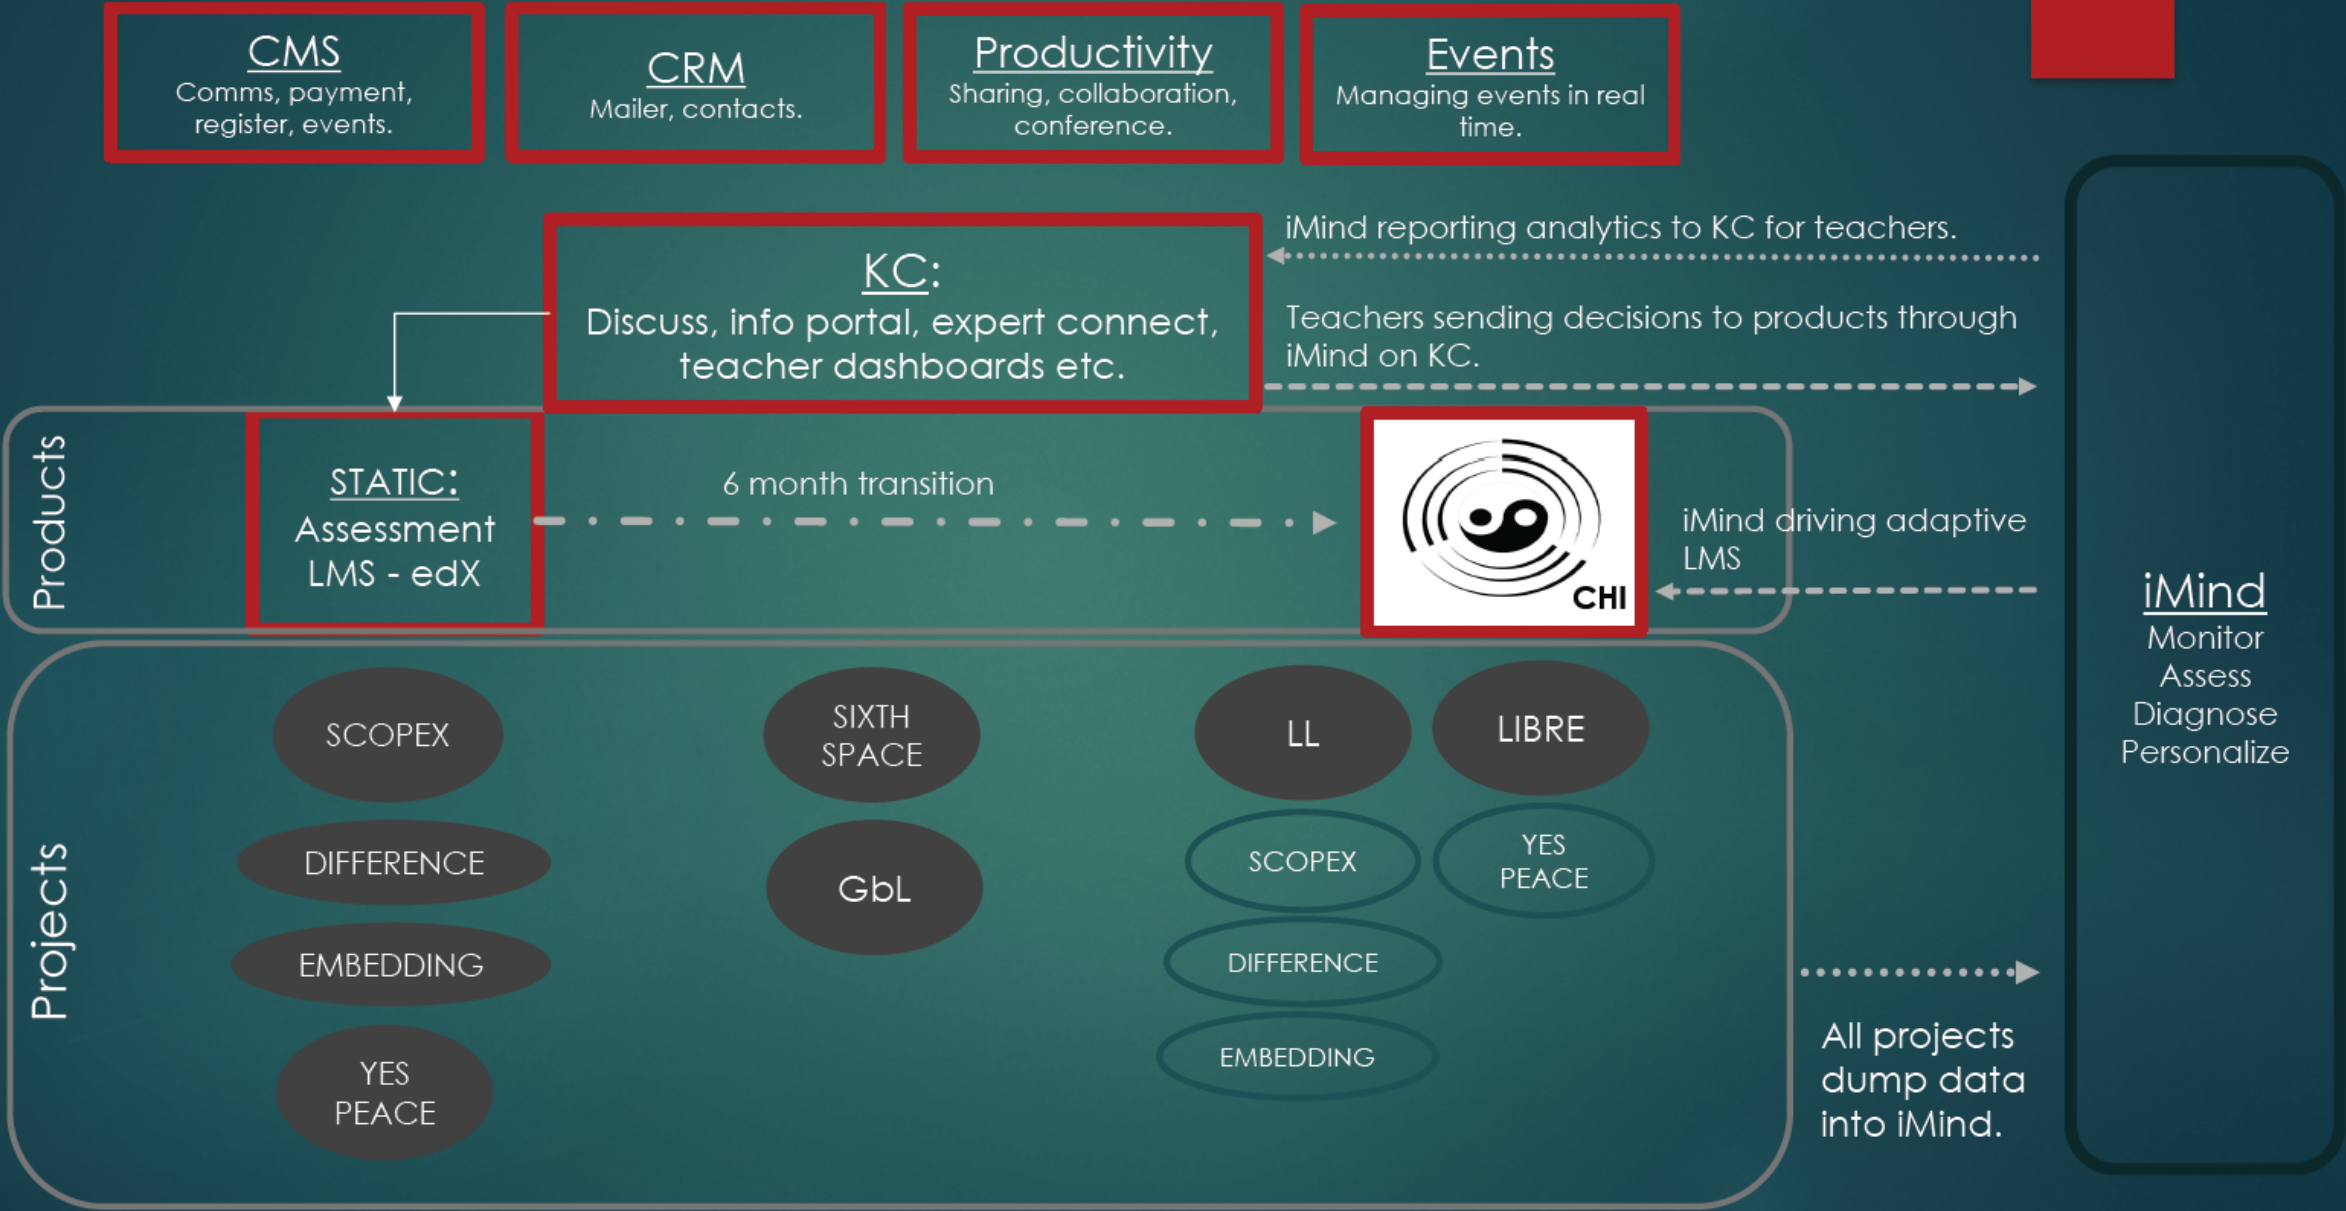 CMS
Comms, payment,
register, events.
CRM
Mailer, contacts.
Productivity
Sharing, collaboration,
conference.
Events
Managing events in real
time.
KC:
Discuss, info portal, expert connect,
teacher dashboards etc.
iMind reporting analytics to KC for teachers.
Teachers sending decisions to products through
iMind on KC.
Products
STATIC:
Assessment
LMS - edX
6 month transition
CHI
iMind driving adaptive
LMS
iMind
Monitor
Assess
Diagnose
Personalize
Projects
SCOPEX
DIFFERENCE
EMBEDDING
YES
PEACE
SIXTH
SPACE
GbL
LL
SCOPEX
DIFFERENCE
EMBEDDING
LIBRE
YES
PEACE
All projects
dump data
into iMind.